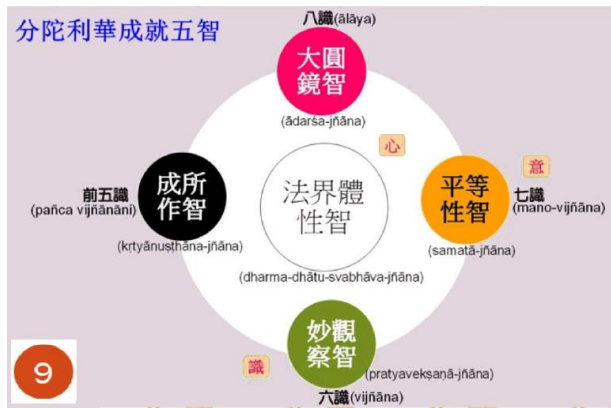 分陀利華成就五智
八識(ālāya)
大圓
鏡智
(ādarśa-jñāna)
心
意
前五識
(pañca vijñānāni)
成所
作智
(kṛtyānuṣṭhāna-jñāna)
法界體
性智
(dharma-dhātu-svabhāva-jñāna)
平等
性智
(samatā-jñāna)
七識
(mano-vijñāna)
妙觀
察智
(pratyavekṣaṇā-jñāna)
識
六識(vijñāna)
9